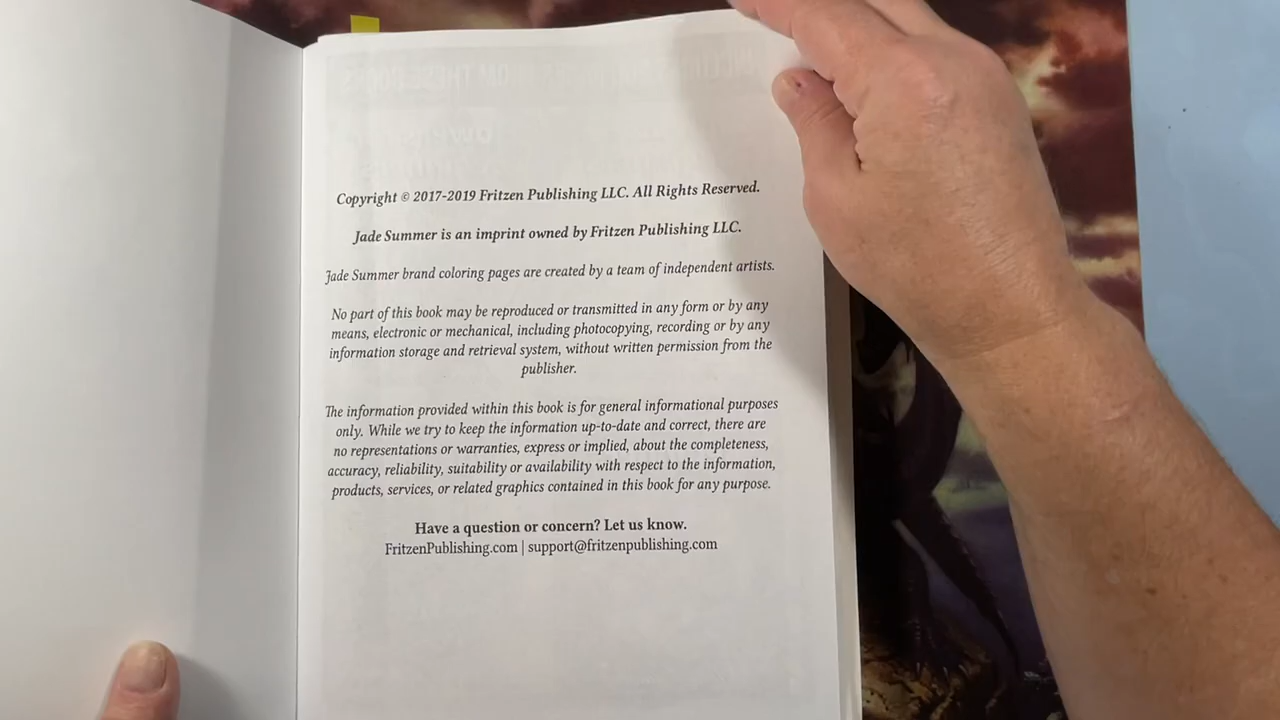 Copyright © 2017-2019 Fritzen Publishing LLC. All Rights Reserved.
Jade Summer is an imprint owned by Fritzen Publishing LLC.
Jade Summer brand coloring pages are created by a team of independent artists.
No part of this book may be reproduced or transmitted in any form or by any
means, electronic or mechanical, including photocopying, recording or by any
information storage and retrieval system, without written permission from the
publisher.
The information provided within this book is for general informational purposes
only. While we try to keep the information up-to-date and correct, there are
no representations or warranties, express or implied, about the completeness,
accuracy, reliability, suitability or availability with respect to the information,
products, services, or related graphics contained in this book for any purpose.
Have a question or concern? Let us know.
FritzenPublishing.com | support@fritzenpublishing.com